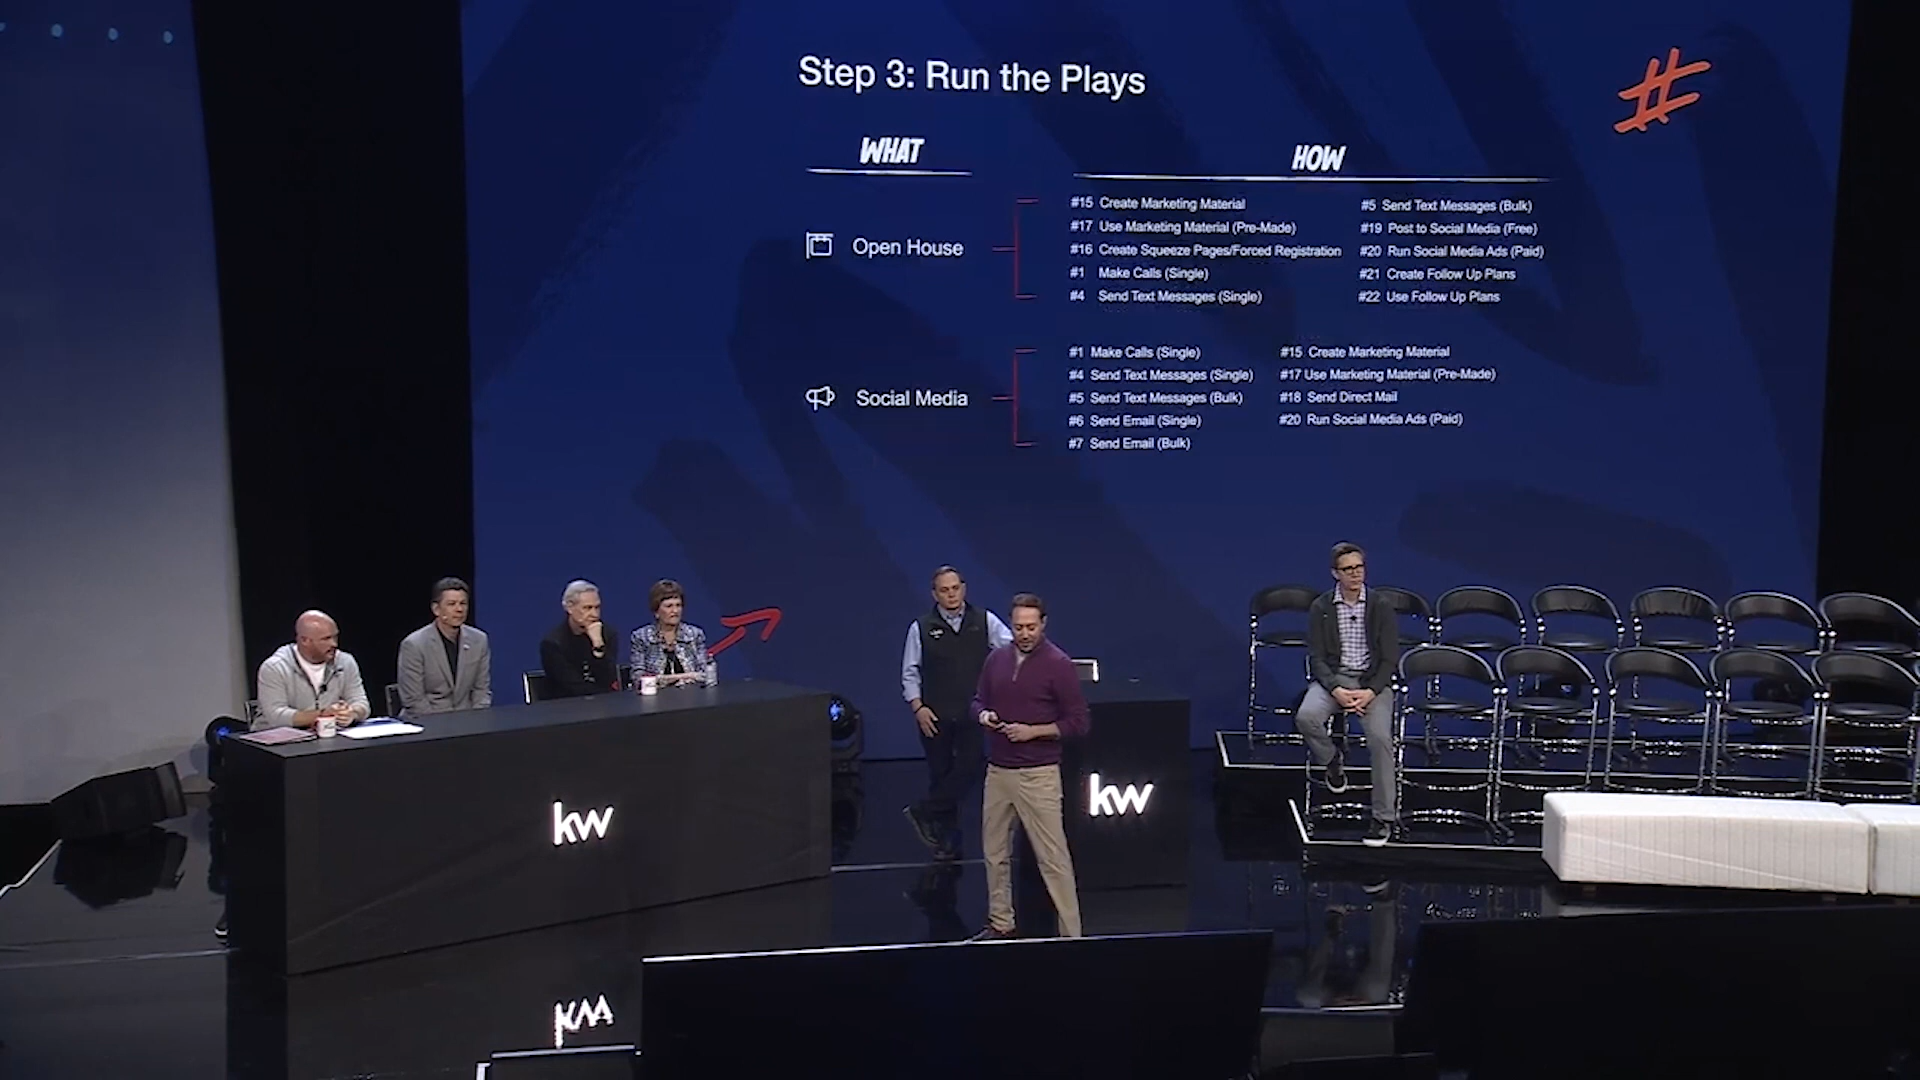 Step 3: Run the Plays
#
WHAT
HOW
Open House
#15 Create Marketing Material
#17 Use Marketing Material (Pre-Made)
#16 Create Squeeze Pages/Forced Registration
#1 Make Calls (Single)
#4 Send Text Messages (Single)
#5 Send Text Messages (Bulk)
#19 Post to Social Media (Free)
#20 Run Social Media Ads (Paid)
#21 Create Follow Up Plans
#22 Use Follow Up Plans
Social Media
#1 Make Calls (Single)
#4 Send Text Messages (Single)
#5 Send Text Messages (Bulk)
#6 Send Email (Single)
#7 Send Email (Bulk)
#15 Create Marketing Material
#17 Use Marketing Material (Pre-Made)
#18 Send Direct Mail
#20 Run Social Media Ads (Paid)
kw
kw